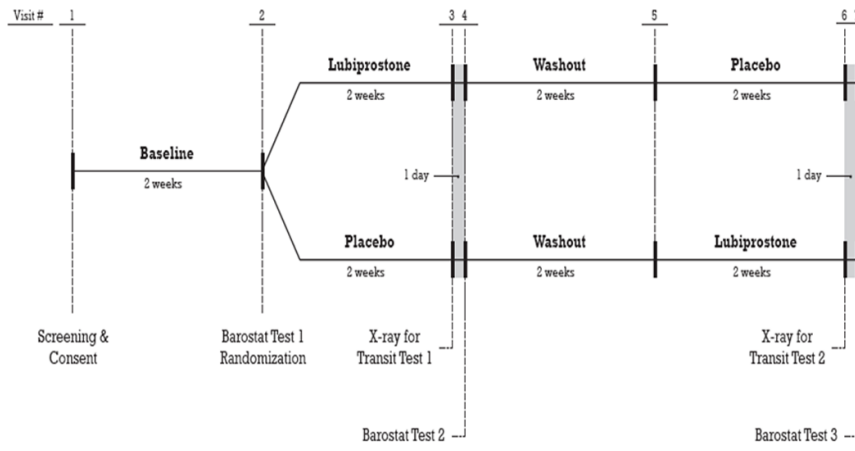 Visit # 1 2 3 4 5 6
Lubiprostone Washout Placebo
2 weeks 2 weeks 2 weeks
Baseline
2 weeks
1 day 1 day
Placebo Washout Lubiprostone
2 weeks 2 weeks 2 weeks
Screening &
Consent
Barostat Test 1
Randomization
X-ray for
Transit Test 1
X-ray for
Transit Test 2
Barostat Test 2
Barostat Test 3